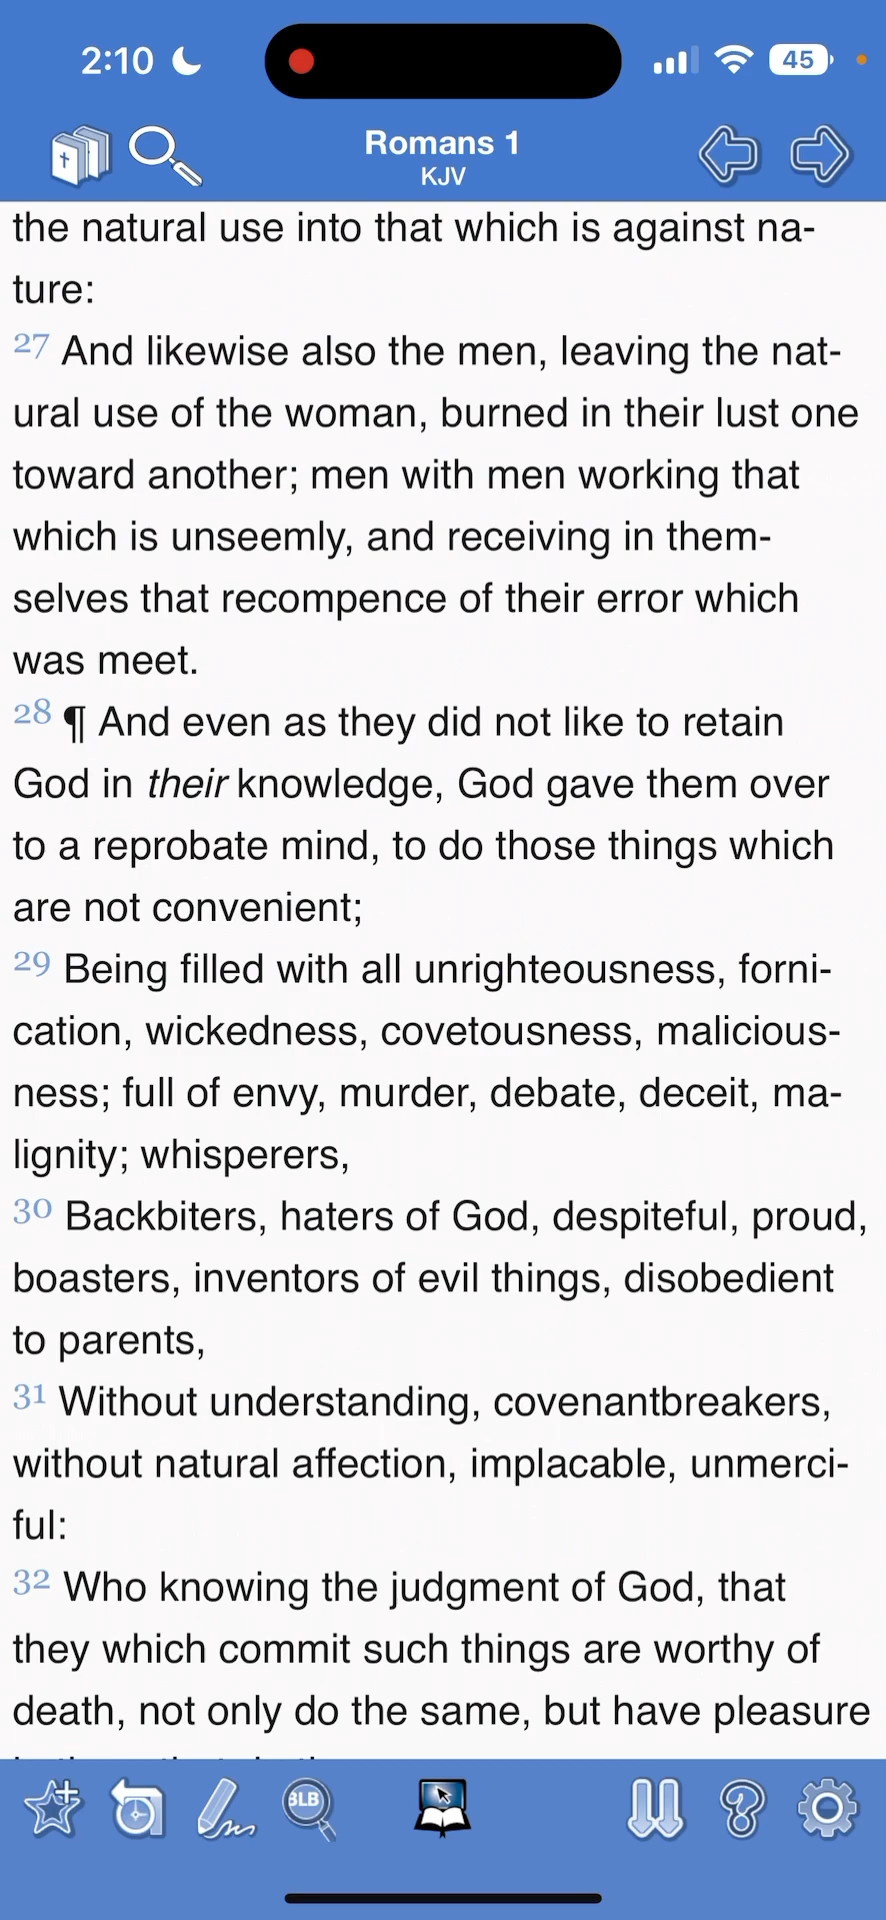 2:10
45
Romans 1
KJV
the natural use into that which is against na-
ture:
27 And likewise also the men, leaving the nat-
ural use of the woman, burned in their lust one
toward another; men with men working that
which is unseemly, and receiving in them-
selves that recompence of their error which
was meet.
28 ¶ And even as they did not like to retain
God in their knowledge, God gave them over
to a reprobate mind, to do those things which
are not convenient;
29 Being filled with all unrighteousness, forni-
cation, wickedness, covetousness, malicious-
ness; full of envy, murder, debate, deceit, ma-
lignity; whisperers,
30 Backbiters, haters of God, despiteful, proud,
boasters, inventors of evil things, disobedient
to parents,
31 Without understanding, covenantbreakers,
without natural affection, implacable, unmerci-
ful:
32 Who knowing the judgment of God, that
they which commit such things are worthy of
death, not only do the same, but have pleasure
BLB